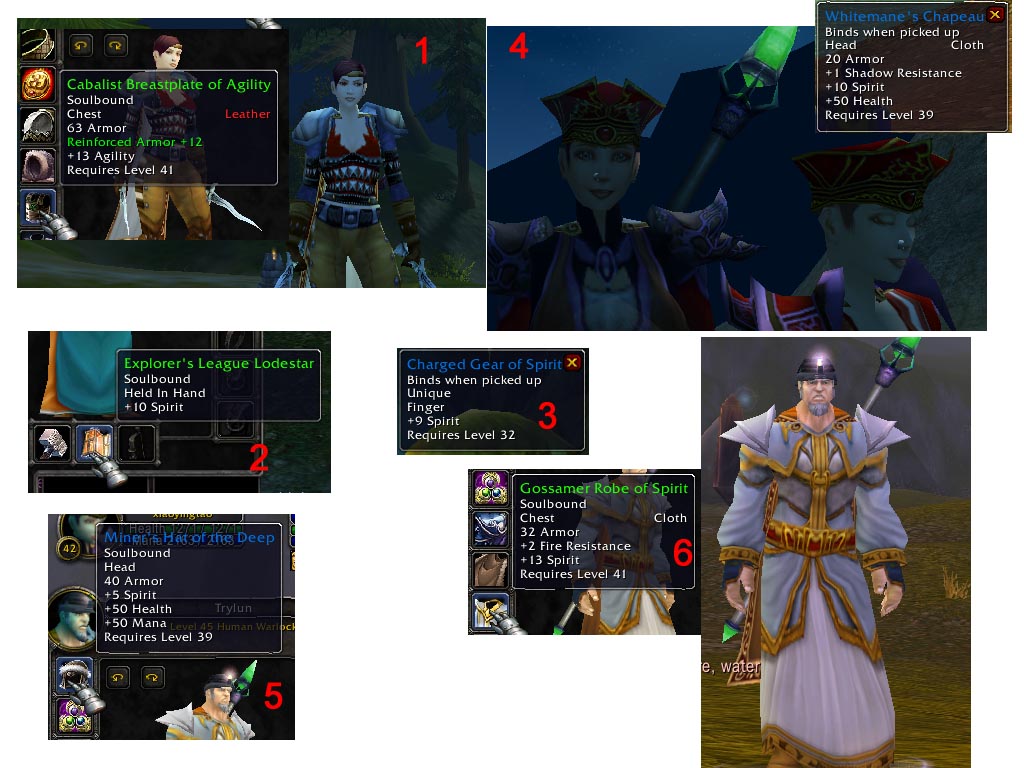 1
Cabalist Breastplate of Agility
Soulbound
Chest Leather
63 Armor
Reinforced Armor +12
+13 Agility
Requires Level 41
4
Whitemane's Chapeau
Binds when picked up
Head Cloth
20 Armor
+1 Shadow Resistance
+10 Spirit
+50 Health
Requires Level 39
Explorer's League Lodestar
Soulbound
Held In Hand
+10 Spirit
2
Charged Gear of Spirit
Binds when picked up
Unique
Finger
+9 Spirit
Requires Level 32
3
Gossamer Robe of Spirit
Soulbound
Chest Cloth
32 Armor
+2 Fire Resistance
+13 Spirit
Requires Level 41
6
re, water
Xiaoyingtao
42
Miner's Hat of the Deep
Soulbound
Head
40 Armor
+5 Spirit
+50 Health
Trylun
+50 Mana
Level 45 Human Warlock
Requires Level 39
5